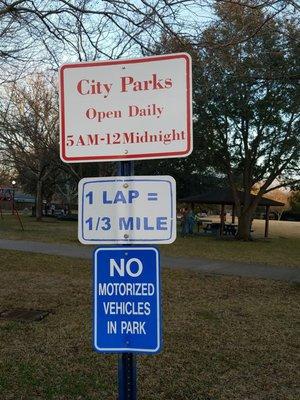 City Parks
Open Daily
5AM-12Midnight
1 LAP =
1/3 MILE
NO
MOTORIZED
VEHICLES
IN PARK